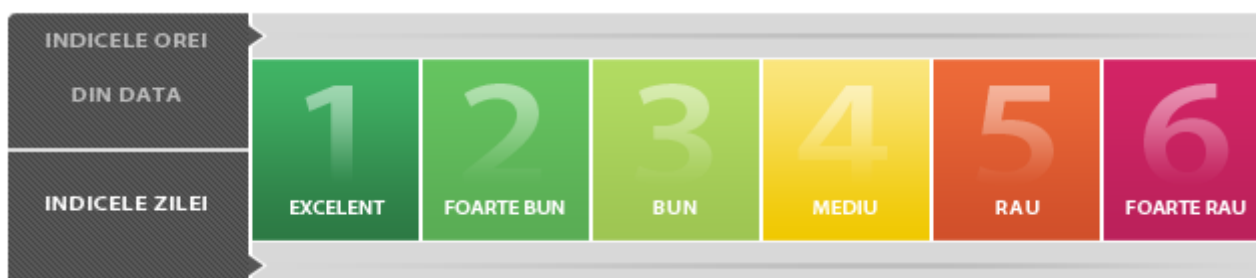 INDICELE OREI
DIN DATA
INDICELE ZILEI
1
EXCELENT
2
FOARTE BUN
3
BUN
4
MEDIU
5
RAU
6
FOARTE RAU